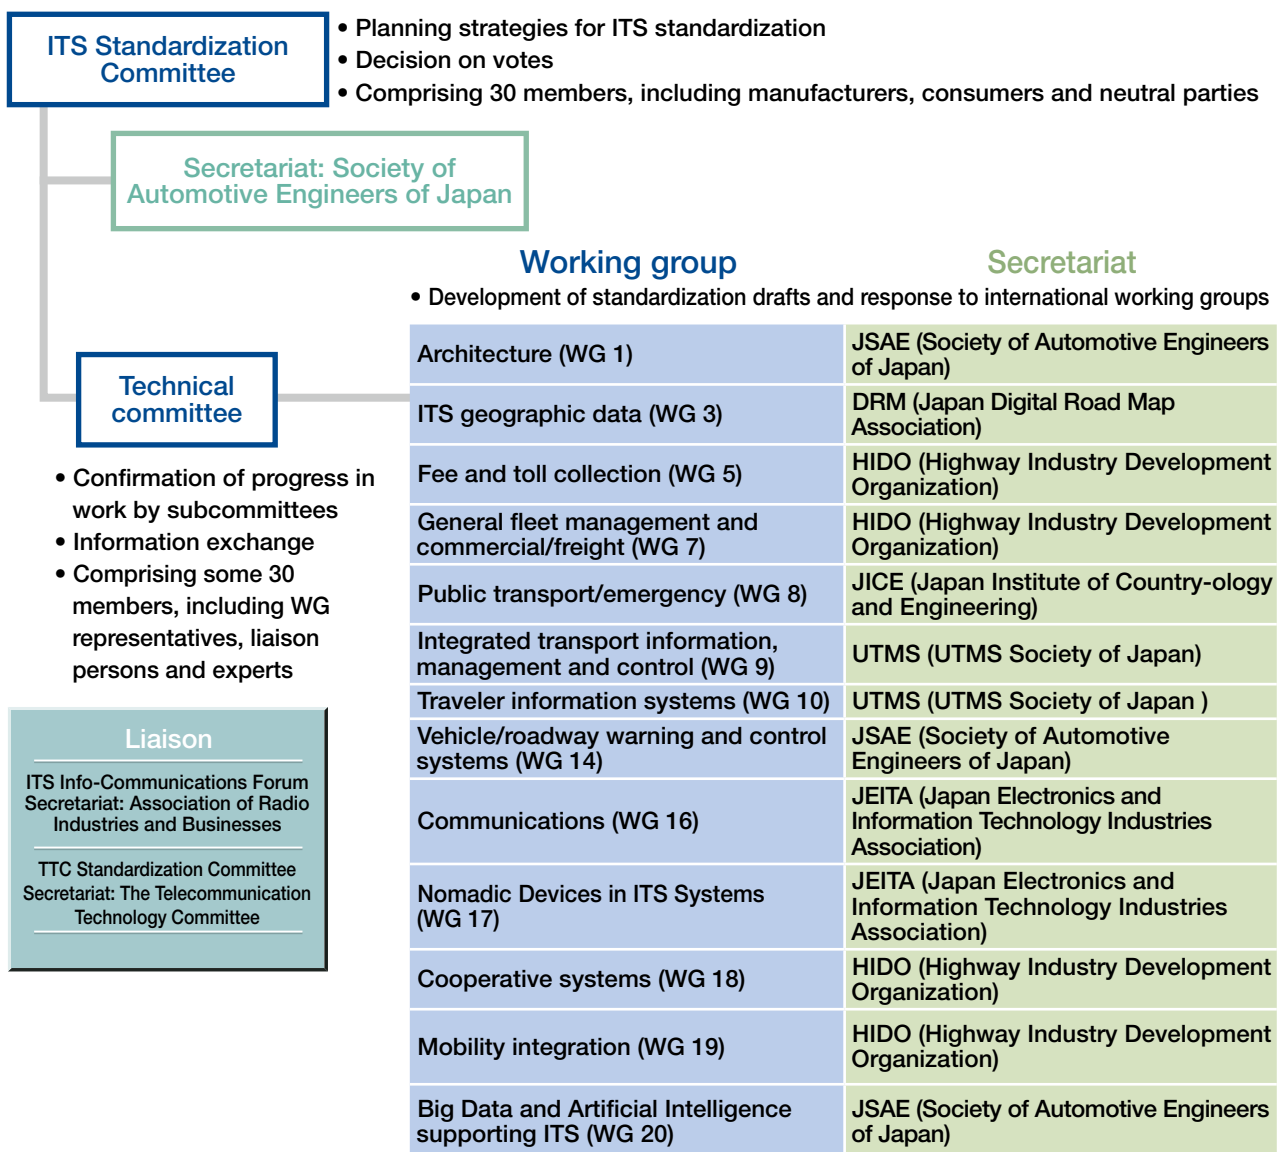 ITS Standardization
Committee
• Planning strategies for ITS standardization
• Decision on votes
• Comprising 30 members, including manufacturers, consumers and neutral parties
Secretariat: Society of
Automotive Engineers of Japan
Technical
committee
• Confirmation of progress in
work by subcommittees
• Information exchange
• Comprising some 30
members, including WG
representatives, liaison
persons and experts
Liaison
ITS Info-Communications Forum
Secretariat: Association of Radio
Industries and Businesses
TTC Standardization Committee
Secretariat: The Telecommunication
Technology Committee
Working group
Secretariat
• Development of standardization drafts and response to international working groups
Architecture (WG 1)
JSAE (Society of Automotive Engineers
of Japan)
ITS geographic data (WG 3)
DRM (Japan Digital Road Map
Association)
Fee and toll collection (WG 5)
HIDO (Highway Industry Development
Organization)
General fleet management and
commercial/freight (WG 7)
HIDO (Highway Industry Development
Organization)
Public transport/emergency (WG 8)
JICE (Japan Institute of Country-ology
and Engineering)
Integrated transport information,
management and control (WG 9)
UTMS (UTMS Society of Japan)
Traveler information systems (WG 10)
UTMS (UTMS Society of Japan )
Vehicle/roadway warning and control
systems (WG 14)
JSAE (Society of Automotive
Engineers of Japan)
Communications (WG 16)
JEITA (Japan Electronics and
Information Technology Industries
Association)
Nomadic Devices in ITS Systems
(WG 17)
JEITA (Japan Electronics and
Information Technology Industries
Association)
Cooperative systems (WG 18)
HIDO (Highway Industry Development
Organization)
Mobility integration (WG 19)
HIDO (Highway Industry Development
Organization)
Big Data and Artificial Intelligence
supporting ITS (WG 20)
JSAE (Society of Automotive Engineers
of Japan)